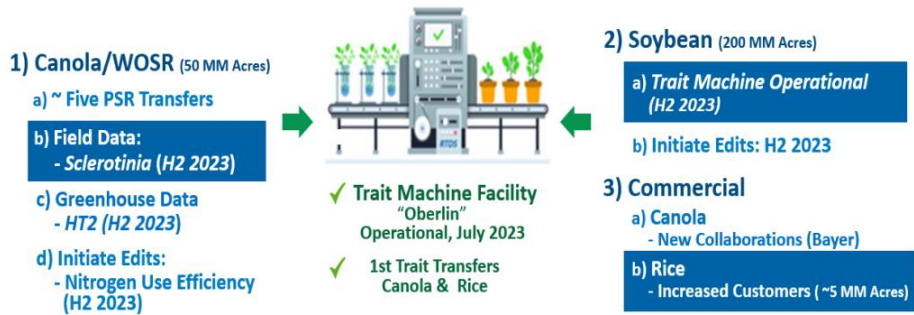 1) Canola/WOSR (50 MM Acres)
a) ~ Five PSR Transfers
b) Field Data:
- Sclerotinia (H2 2023)
c) Greenhouse Data
- HT2 (H2 2023)
d) Initiate Edits:
- Nitrogen Use Efficiency
(H2 2023)
RTDS
✓ Trait Machine Facility
"Oberlin"
Operational, July 2023
✓ 1st Trait Transfers
Canola & Rice
2) Soybean (200 MM Acres)
a) Trait Machine Operational
(H2 2023)
b) Initiate Edits: H2 2023
3) Commercial
a) Canola
- New Collaborations (Bayer)
b) Rice
- Increased Customers ( ~5 MM Acres)